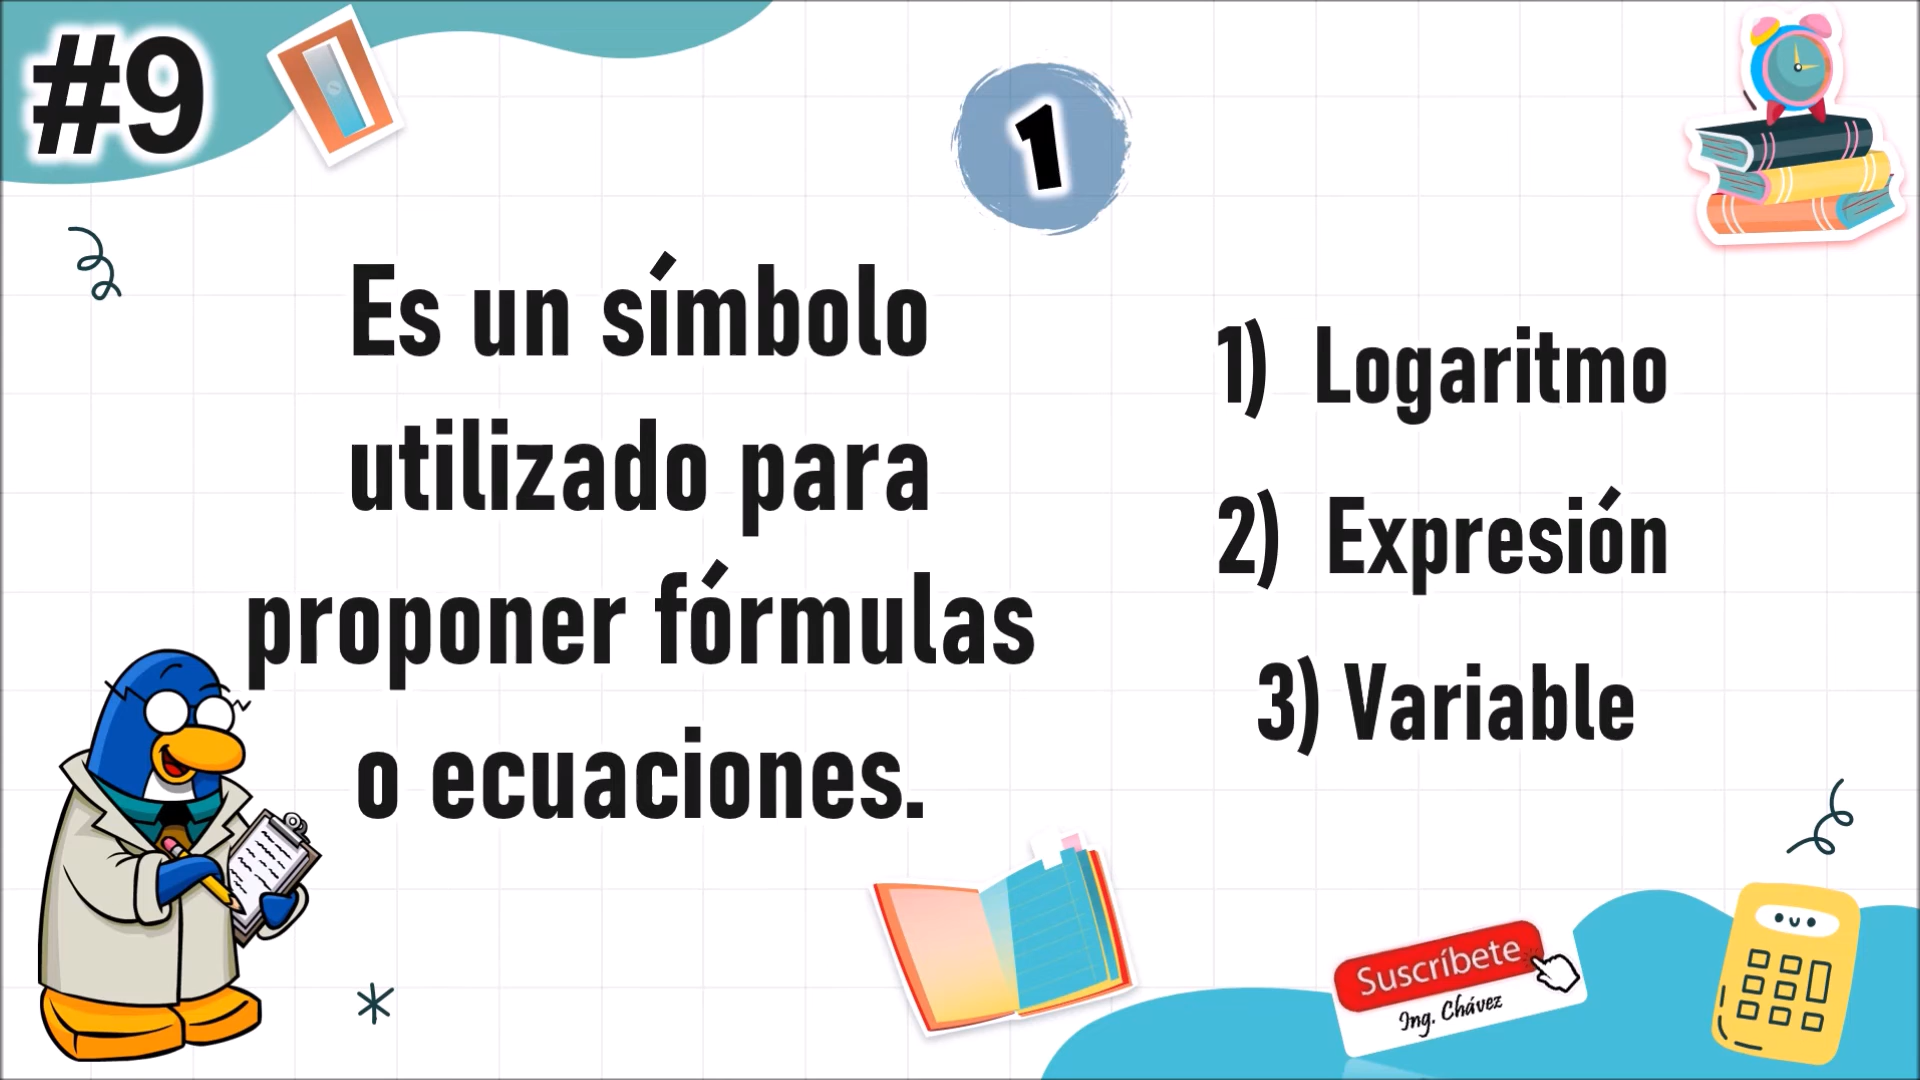 #9
1
Es un símbolo
utilizado para
proponer fórmulas
o ecuaciones.
1) Logaritmo
2) Expresión
3) Variable
Suscríbete
Ing. Chávez